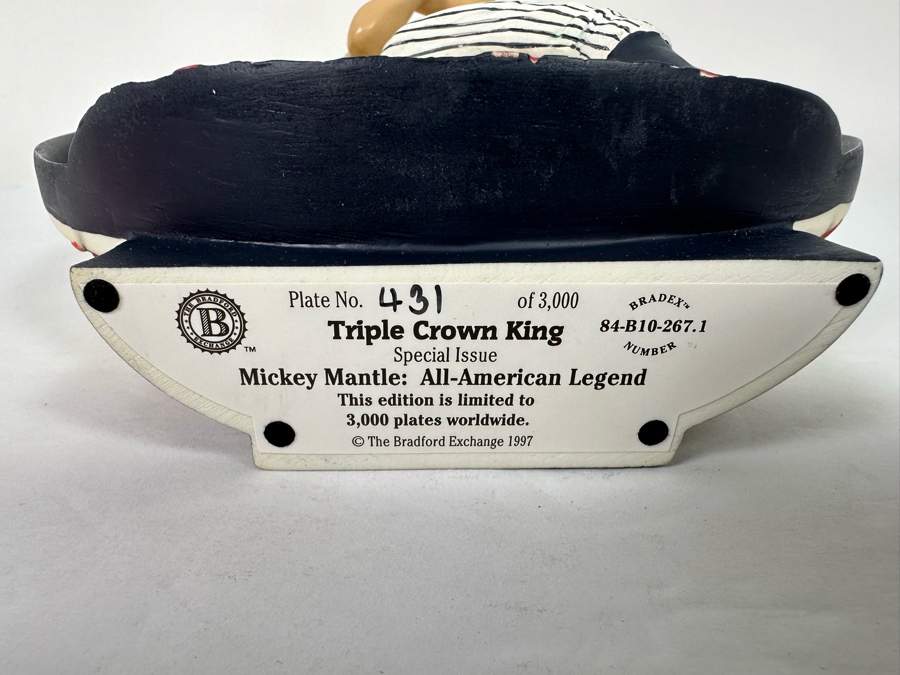 THE BRADFORD
B
EXCHANGE
TM
Plate No. 431 of 3,000
Triple Crown King
Special Issue
Mickey Mantle: All-American Legend
This edition is limited to
3,000 plates worldwide.
© The Bradford Exchange 1997
BRADEX™
84-B10-267.1
NUMBER